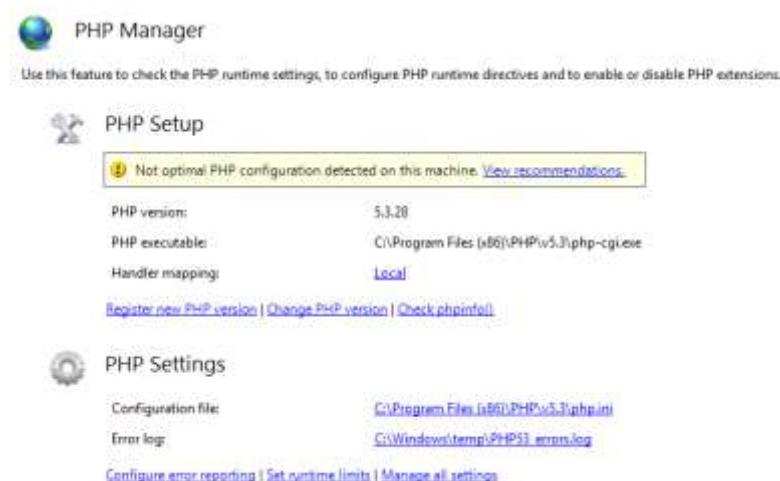 PHP Manager
Use this feature to check the PHP runtime settings, to configure PHP runtime directives and to enable or disable PHP extensions.
PHP Setup
Not optimal PHP configuration detected on this machine. View recommendations.
PHP version: 5.3.28
PHP executable: C:\Program Files (x86)\PHP\v5.3\php-cgi.exe
Handler mapping: Local
Register new PHP version | Change PHP version | Check phpinfo()
PHP Settings
Configuration file: C:\Program Files (x86)\PHP\v5.3\php.ini
Error log: C:\Windows\temp\PHP53_errors.log
Configure error reporting | Set runtime limits | Manage all settings